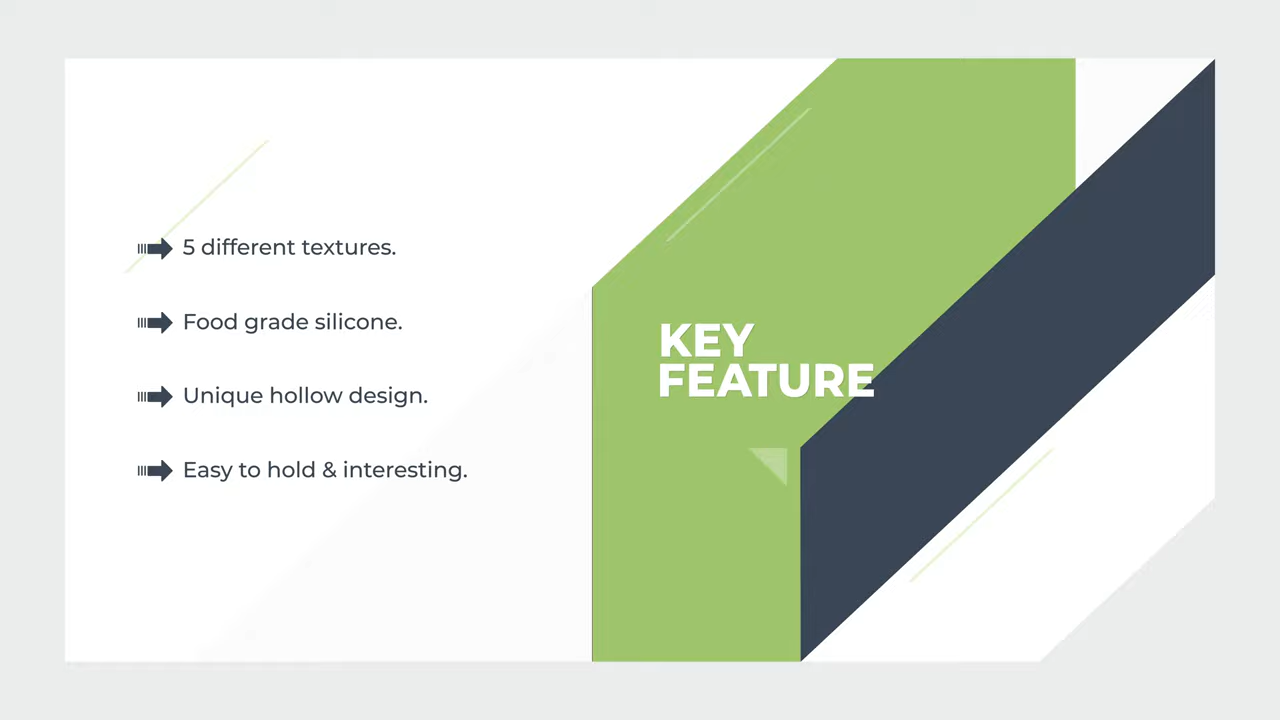 5 different textures.
Food grade silicone.
Unique hollow design.
Easy to hold & interesting.
KEY
FEATURE